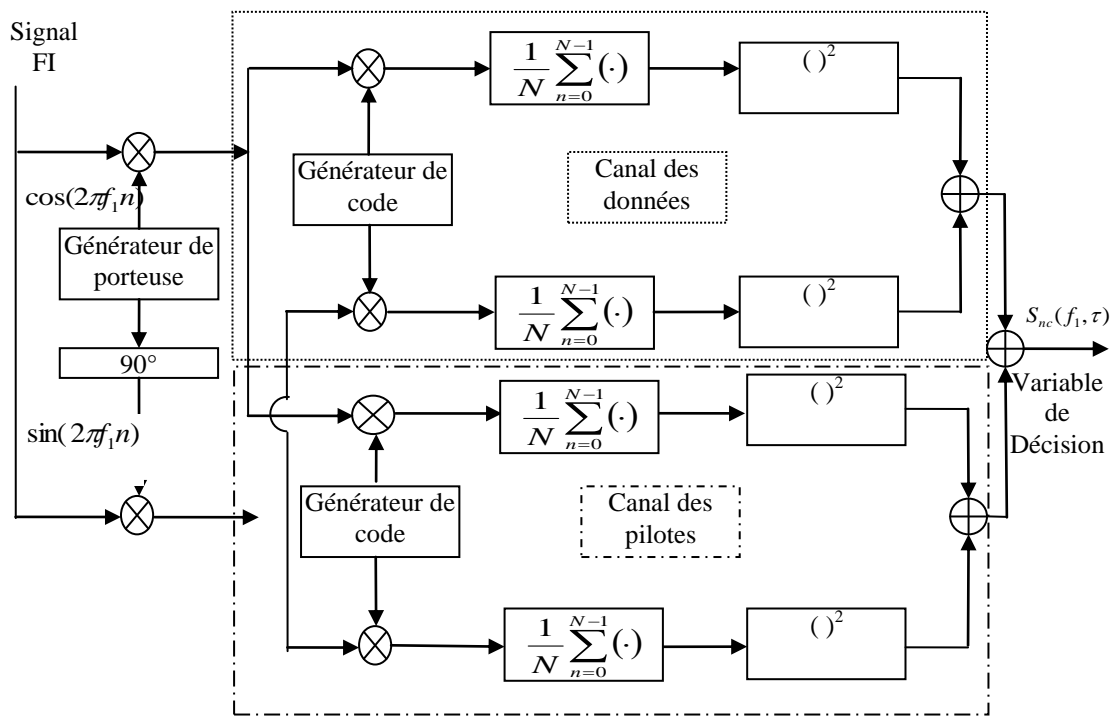 Signal
FI
cos(2πf₁n)
Générateur de
porteuse
90°
sin(2πf₁n)
Générateur de
code
1/N ∑_{n=0}^{N−1} (·)
( )²
Canal des
données
1/N ∑_{n=0}^{N−1} (·)
( )²
S_{nc}(f₁,τ)
Variable
de
Décision
1/N ∑_{n=0}^{N−1} (·)
( )²
Générateur de
code
Canal des
pilotes
1/N ∑_{n=0}^{N−1} (·)
( )²